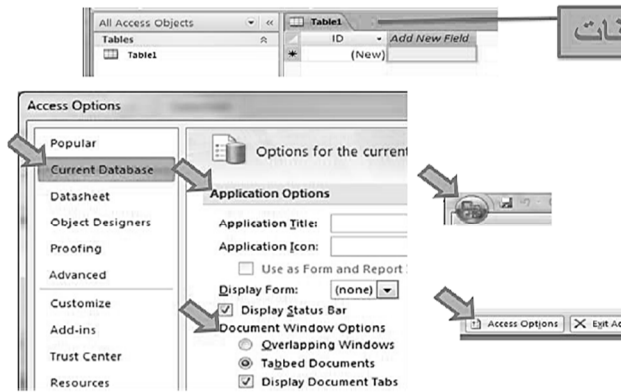 All Access Objects
Tables
Table1
Table1
ID
Add New Field
(New)
Access Options
Popular
Current Database
Datasheet
Object Designers
Proofing
Advanced
Customize
Add-ins
Trust Center
Resources
Options for the current
Application Options
Application Title:
Application Icon:
Use as Form and Report
Display Form: (none)
Display Status Bar
Document Window Options
Overlapping Windows
Tabbed Documents
Display Document Tabs
Access Options
Exit Ac